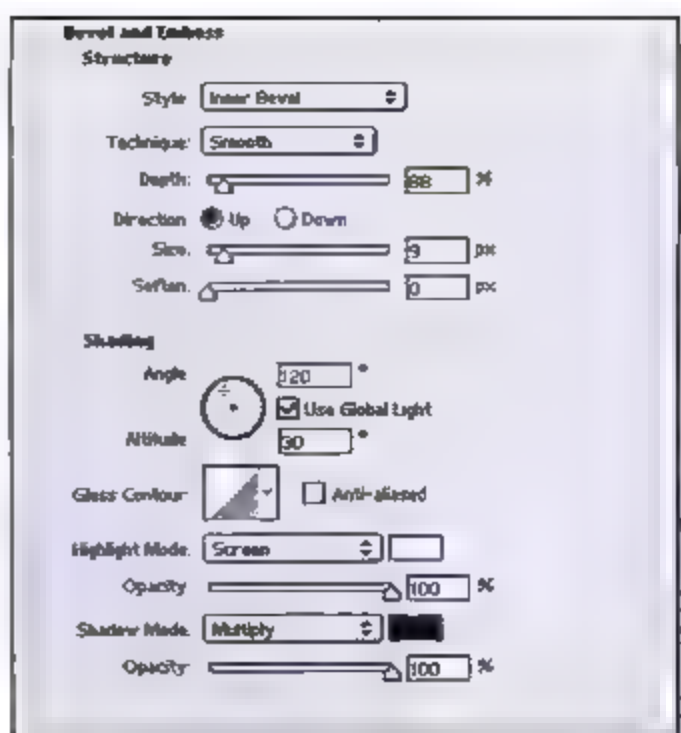 Bevel and Emboss
Structure
Style Inner Bevel
Technique: Smooth
Depth: 88 %
Direction Up Down
Size. 9 px
Soften. 0 px
Shading
Angle 120 °
Use Global Light
Altitude 30 °
Gloss Contour Anti-aliased
Highlight Mode. Screen
Opacity 100 %
Shadow Mode. Multiply
Opacity 100 %